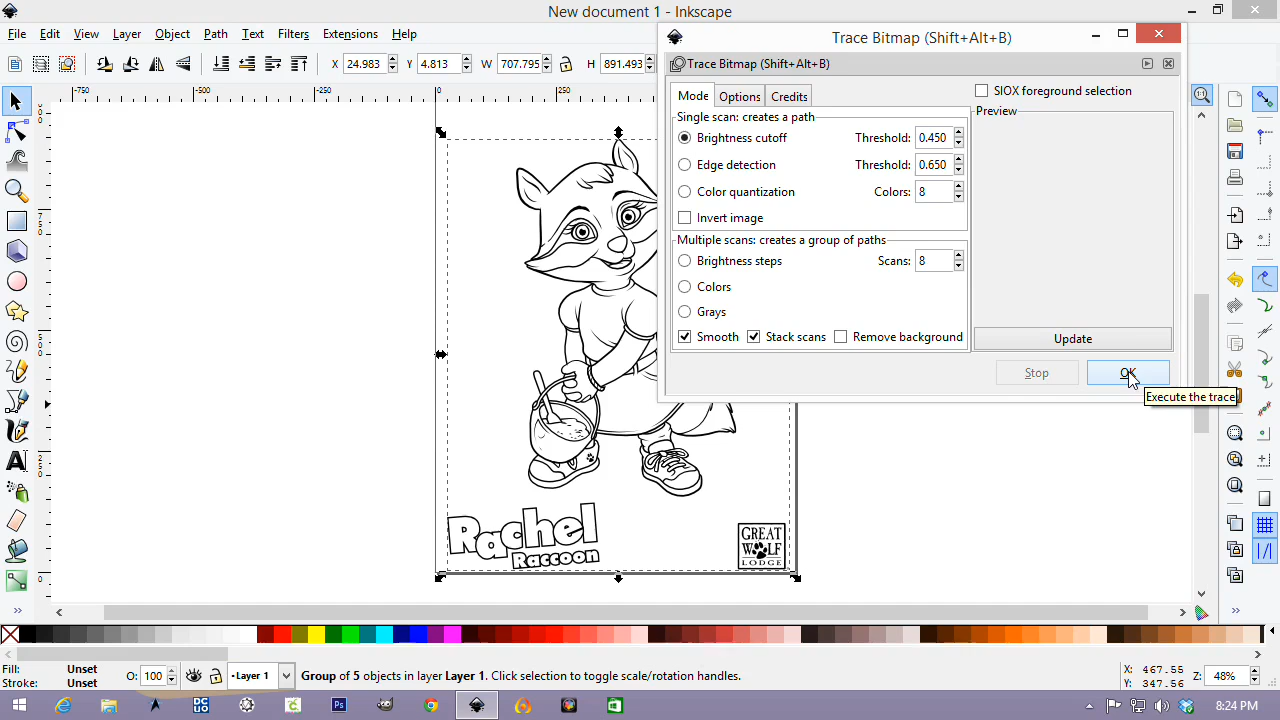 New document 1 - Inkscape
File Edit View Layer Object Path Text Filters Extensions Help
X 24.983 Y 4.813 W 707.795 H 891.493
-750 -500 -250 0 250
Trace Bitmap (Shift+Alt+B)
Trace Bitmap (Shift+Alt+B)
Mode Options Credits
SIOX foreground selection
Single scan: creates a path
Preview
Brightness cutoff Threshold: 0.450
Edge detection Threshold: 0.650
Color quantization Colors: 8
Invert image
Multiple scans: creates a group of paths
Brightness steps Scans: 8
Colors
Grays
Smooth Stack scans Remove background
Update
Stop OK
Execute the trace
Rachel
Raccoon
GREAT
WOLF
LODGE
Fill: Unset
Stroke: Unset
O: 100
Layer 1
Group of 5 objects in layer Layer 1. Click selection to toggle scale/rotation handles.
X: 467.55
Y: 347.56
Z: 48%
DC
UO
Ps
8:24 PM